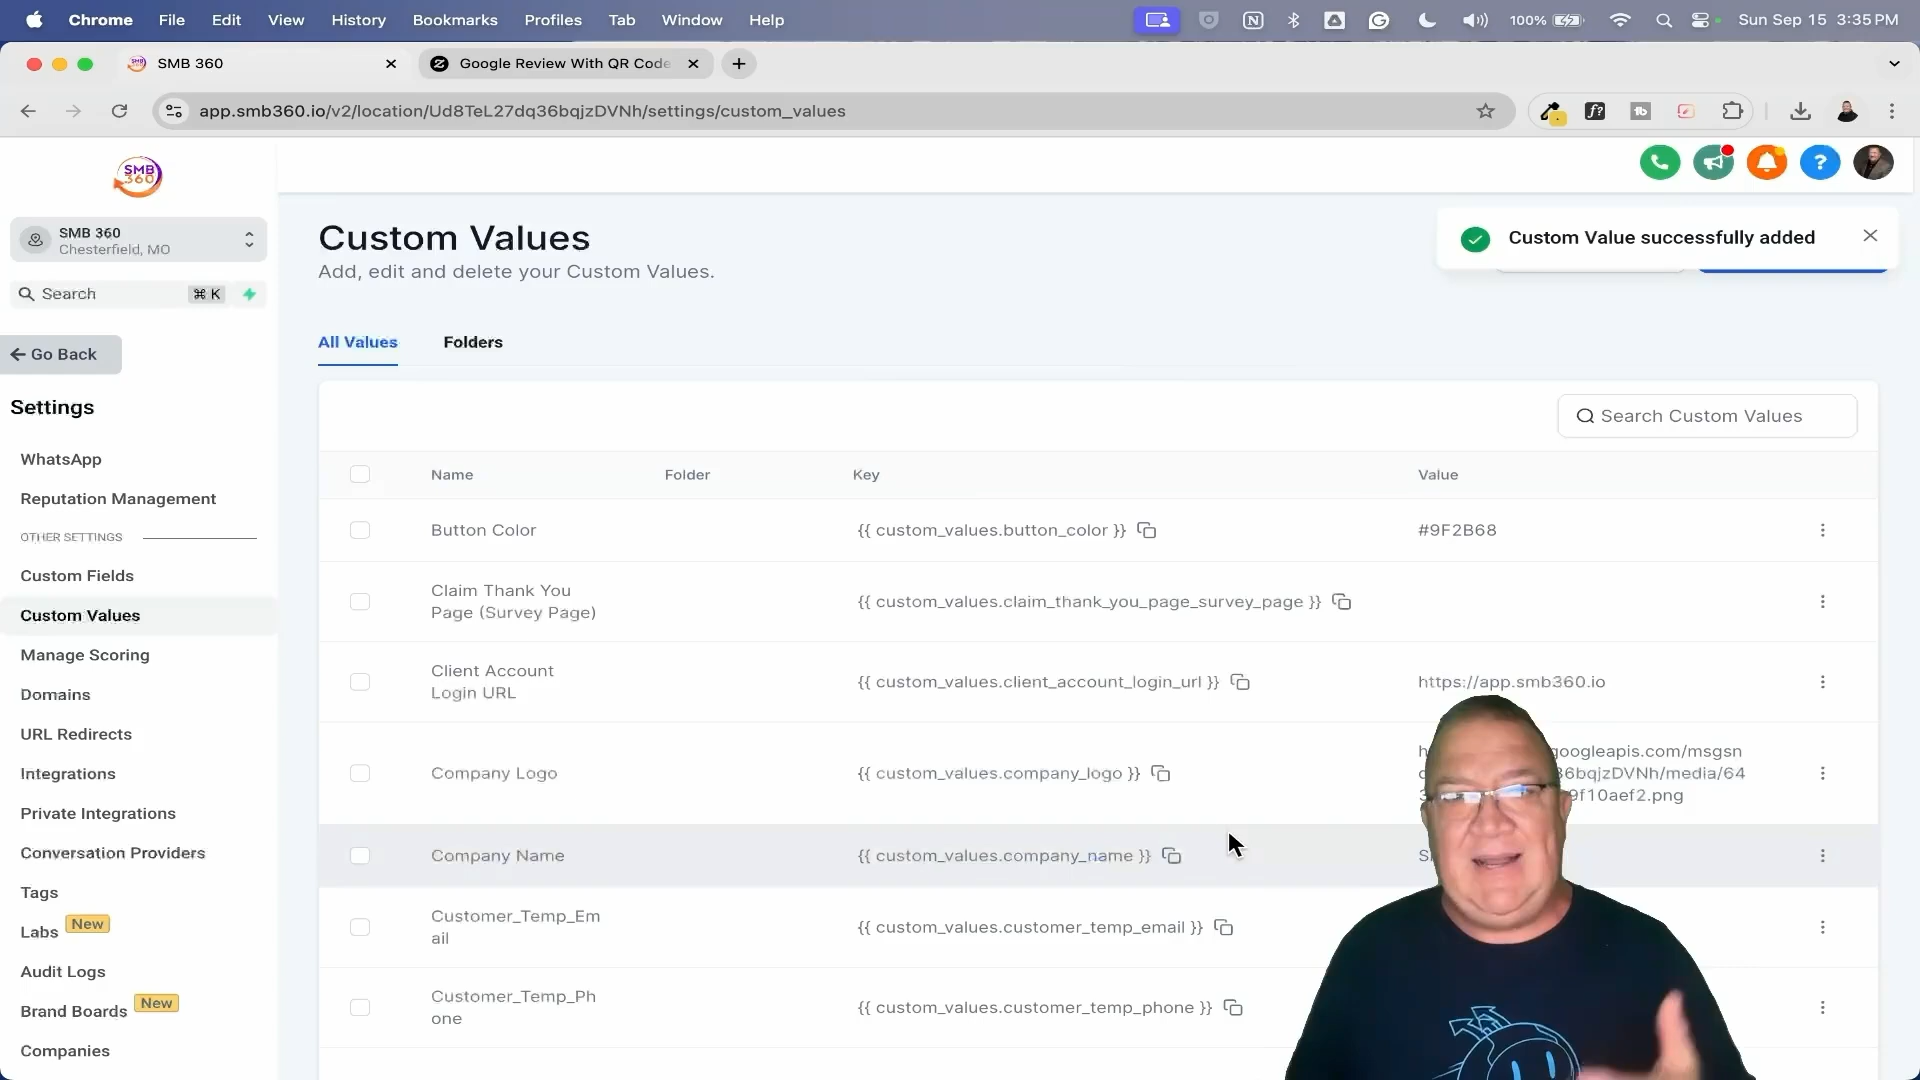 Chrome File Edit View History Bookmarks Profiles Tab Window Help 100% Sun Sep 15 3:35 PM
SMB 360
Google Review With QR Code
app.smb360.io/v2/location/Ud8TeL27dq36bqjzDVNh/settings/custom_values
SMB
360
SMB 360
Chesterfield, MO
Search ⌘ K
Go Back
Settings
WhatsApp
Reputation Management
OTHER SETTINGS
Custom Fields
Custom Values
Manage Scoring
Domains
URL Redirects
Integrations
Private Integrations
Conversation Providers
Tags
Labs New
Audit Logs
Brand Boards New
Companies
Custom Values
Add, edit and delete your Custom Values.
Custom Value successfully added
All Values Folders
Search Custom Values
Name Folder Key Value
Button Color {{ custom_values.button_color }} #9F2B68
Claim Thank You
Page (Survey Page) {{ custom_values.claim_thank_you_page_survey_page }}
Client Account
Login URL {{ custom_values.client_account_login_url }} https://app.smb360.io
Company Logo {{ custom_values.company_logo }}
googleapis.com/msgsn
6bqjzDVNh/media/64
9f10aef2.png
Company Name {{ custom_values.company_name }}
Customer_Temp_Em
ail {{ custom_values.customer_temp_email }}
Customer_Temp_Ph
one {{ custom_values.customer_temp_phone }}